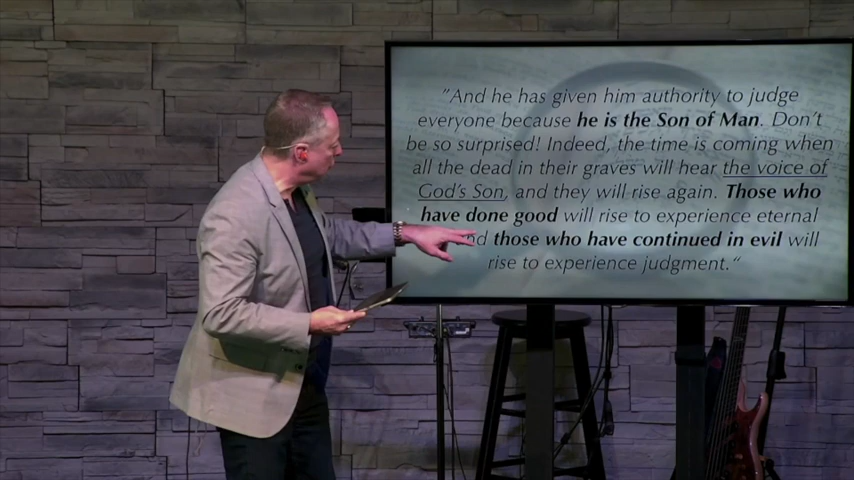 "And he has given him authority to judge
everyone because he is the Son of Man. Don't
be so surprised! Indeed, the time is coming when
all the dead in their graves will hear the voice of
God's Son, and they will rise again. Those who
have done good will rise to experience eternal
those who have continued in evil will
rise to experience judgment."